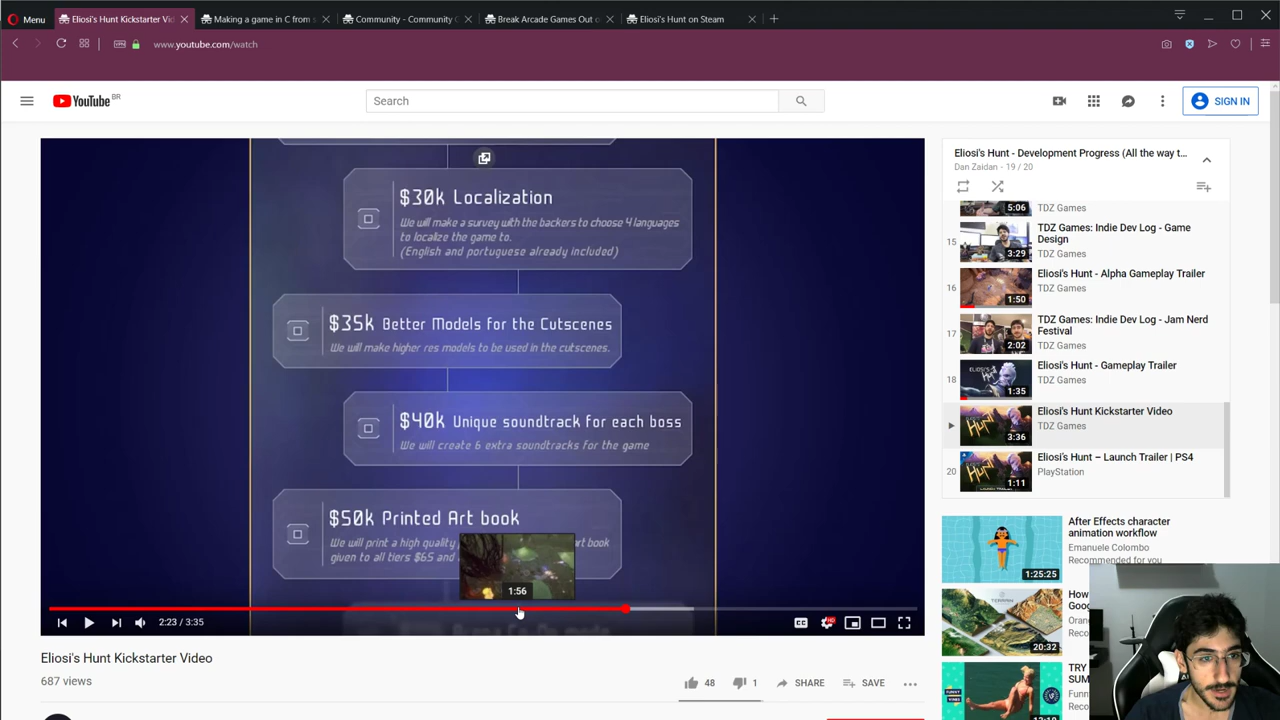 Menu
Eliosi's Hunt Kickstarter Vid
Making a game in C from s
Community - Community G
Break Arcade Games Out o
Eliosi's Hunt on Steam
VPN
www.youtube.com/watch
YouTube BR
Search
SIGN IN
$30k Localization
We will make a survey with the backers to choose 4 languages
to localize the game to.
(English and portuguese already included)
$35k Better Models for the Cutscenes
We will make higher res models to be used in the cutscenes.
$40k Unique soundtrack for each boss
We will create 6 extra soundtracks for the game
$50k Printed Art book
We will print a high quality
art book
given to all tiers $65 and
1:56
2:23 / 3:35
HD
Eliosi's Hunt Kickstarter Video
687 views
48
1
SHARE
SAVE
Eliosi's Hunt - Development Progress (All the way t...
Dan Zaidan - 19 / 20
5:06
TDZ Games
15
3:29
TDZ Games: Indie Dev Log - Game
Design
TDZ Games
16
1:50
Eliosi's Hunt - Alpha Gameplay Trailer
TDZ Games
17
2:02
TDZ Games: Indie Dev Log - Jam Nerd
Festival
TDZ Games
18
1:35
Eliosi's Hunt - Gameplay Trailer
TDZ Games
3:36
Eliosi's Hunt Kickstarter Video
TDZ Games
20
1:11
Eliosi's Hunt – Launch Trailer | PS4
PlayStation
1:25:25
After Effects character
animation workflow
Emanuele Colombo
Recommended for you
20:32
How
Goo
Oran
Reco
TRY
SUM
FUNKY
Funk
Reco